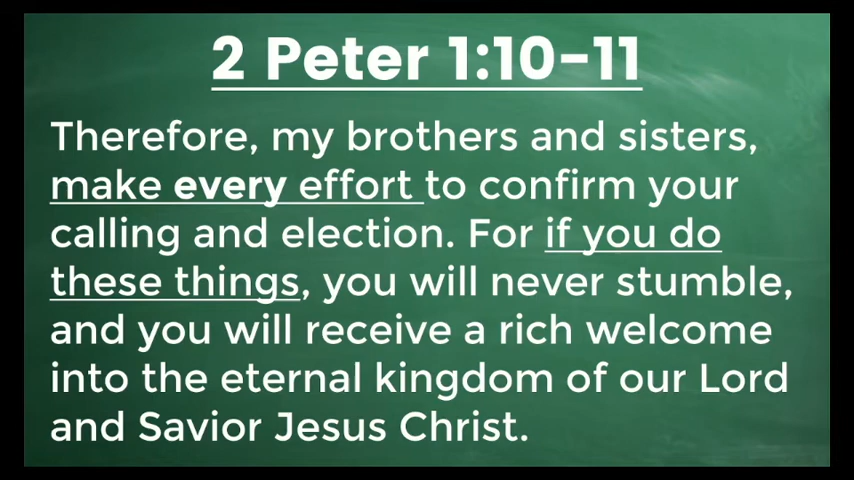 2 Peter 1:10-11
Therefore, my brothers and sisters,
make every effort to confirm your
calling and election. For if you do
these things, you will never stumble,
and you will receive a rich welcome
into the eternal kingdom of our Lord
and Savior Jesus Christ.